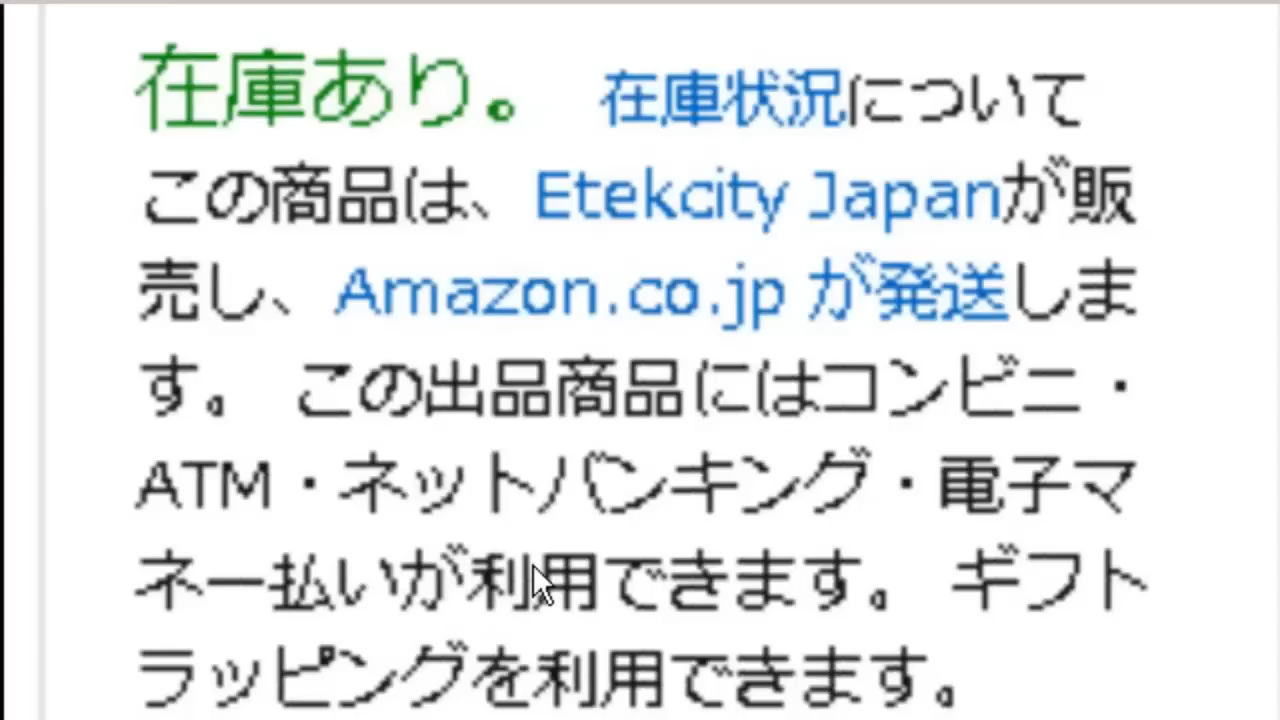 在庫あり。 在庫状況について
この商品は、Etekcity Japanが販
売し、Amazon.co.jp が発送しま
す。 この出品商品にはコンビニ・
ATM・ネットバンキング・電子マ
ネー払いが利用できます。 ギフト
ラッピングを利用できます。